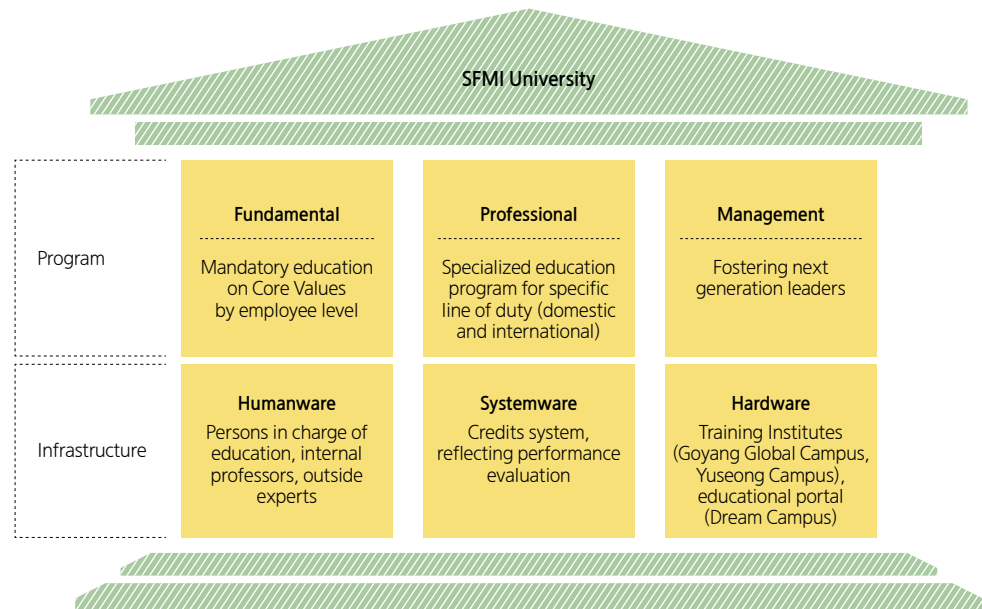 SFMI University
Program
Fundamental
Mandatory education
on Core Values
by employee level
Professional
Specialized education
program for specific
line of duty (domestic
and international)
Management
Fostering next
generation leaders
Infrastructure
Humanware
Persons in charge of
education, internal
professors, outside
experts
Systemware
Credits system,
reflecting performance
evaluation
Hardware
Training Institutes
(Goyang Global Campus,
Yuseong Campus),
educational portal
(Dream Campus)